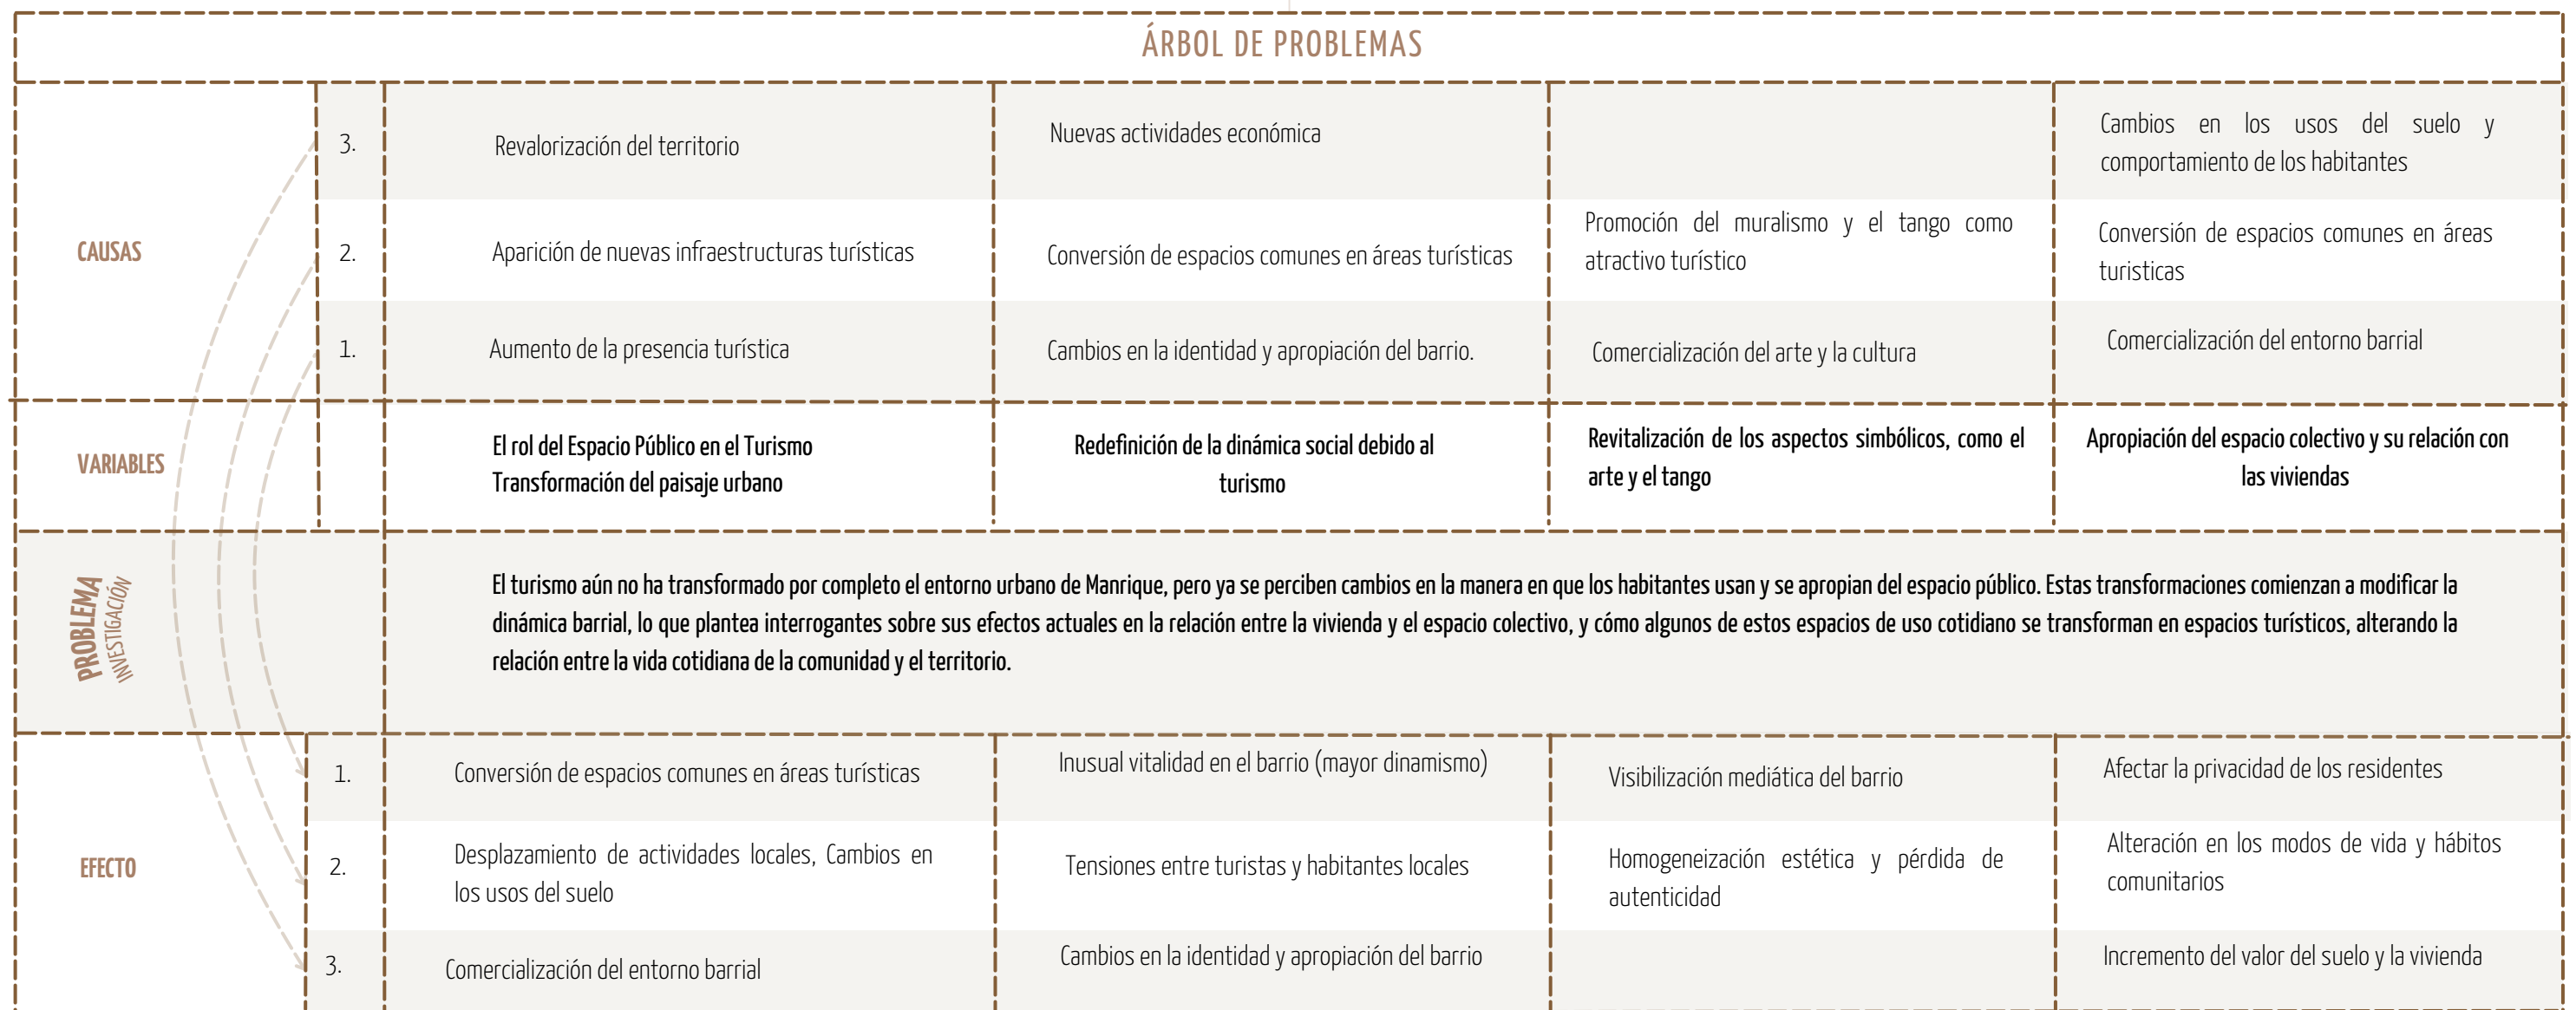 ÁRBOL DE PROBLEMAS
CAUSAS
3.
Revalorización del territorio
Nuevas actividades económica
Cambios en los usos del suelo y
comportamiento de los habitantes
2.
Aparición de nuevas infraestructuras turísticas
Conversión de espacios comunes en áreas turísticas
Promoción del muralismo y el tango como
atractivo turístico
Conversión de espacios comunes en áreas
turisticas
1.
Aumento de la presencia turística
Cambios en la identidad y apropiación del barrio.
Comercialización del arte y la cultura
Comercialización del entorno barrial
VARIABLES
El rol del Espacio Público en el Turismo
Transformación del paisaje urbano
Redefinición de la dinámica social debido al
turismo
Revitalización de los aspectos simbólicos, como el
arte y el tango
Apropiación del espacio colectivo y su relación con
las viviendas
PROBLEMA
INVESTIGACIÓN
El turismo aún no ha transformado por completo el entorno urbano de Manrique, pero ya se perciben cambios en la manera en que los habitantes usan y se apropian del espacio público. Estas transformaciones comienzan a modificar la
dinámica barrial, lo que plantea interrogantes sobre sus efectos actuales en la relación entre la vivienda y el espacio colectivo, y cómo algunos de estos espacios de uso cotidiano se transforman en espacios turísticos, alterando la
relación entre la vida cotidiana de la comunidad y el territorio.
EFECTO
1.
Conversión de espacios comunes en áreas turísticas
Inusual vitalidad en el barrio (mayor dinamismo)
Visibilización mediática del barrio
Afectar la privacidad de los residentes
2.
Desplazamiento de actividades locales, Cambios en
los usos del suelo
Tensiones entre turistas y habitantes locales
Homogeneización estética y pérdida de
autenticidad
Alteración en los modos de vida y hábitos
comunitarios
3.
Comercialización del entorno barrial
Cambios en la identidad y apropiación del barrio
Incremento del valor del suelo y la vivienda